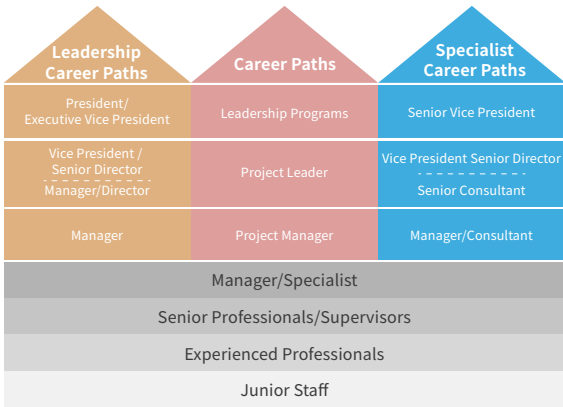 Leadership
Career Paths
Career Paths
Specialist
Career Paths
President/
Executive Vice President
Leadership Programs
Senior Vice President
Vice President /
Senior Director
Manager/Director
Project Leader
Vice President Senior Director
Senior Consultant
Manager
Project Manager
Manager/Consultant
Manager/Specialist
Senior Professionals/Supervisors
Experienced Professionals
Junior Staff